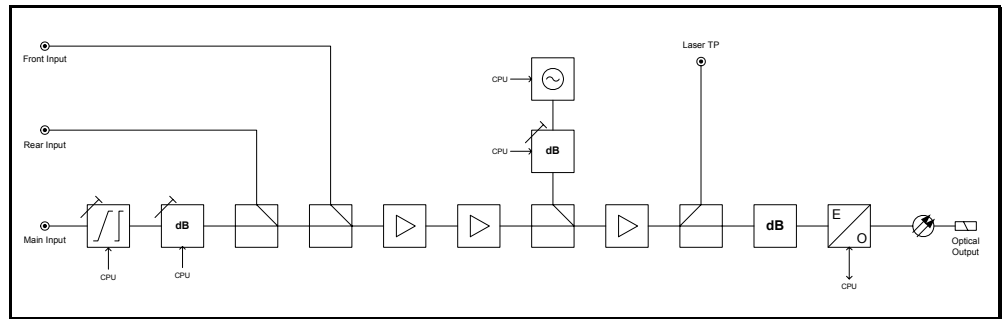 Front Input
Laser TP
CPU
Rear Input
CPU
dB
Main Input
CPU
dB
CPU
dB
E
O
CPU
Optical
Output